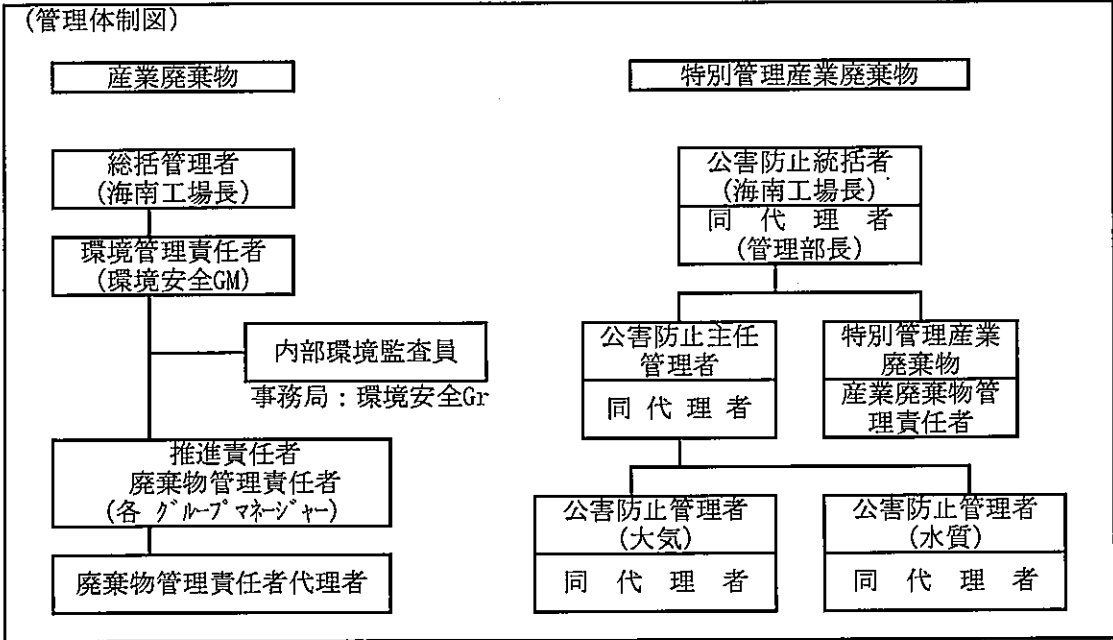 (管理体制図)
産業廃棄物
総括管理者
(海南工場長)
環境管理責任者
(環境安全GM)
内部環境監査員
事務局:環境安全Gr
推進責任者
廃棄物管理責任者
(各 グループマネージャー)
廃棄物管理責任者代理者
特別管理産業廃棄物
公害防止統括者
(海南工場長)
同 代 理 者
(管理部長)
公害防止主任
管理者
同 代 理 者
特別管理産業
廃棄物
産業廃棄物管
理責任者
公害防止管理者
(大気)
同 代 理 者
公害防止管理者
(水質)
同 代 理 者